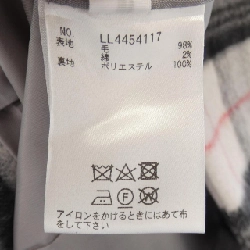 NO LL4454117
表地 毛 98%
綿 2%
裏地 ポリエステル 100%
アイロンをかけるときにはあて布
をして下さい